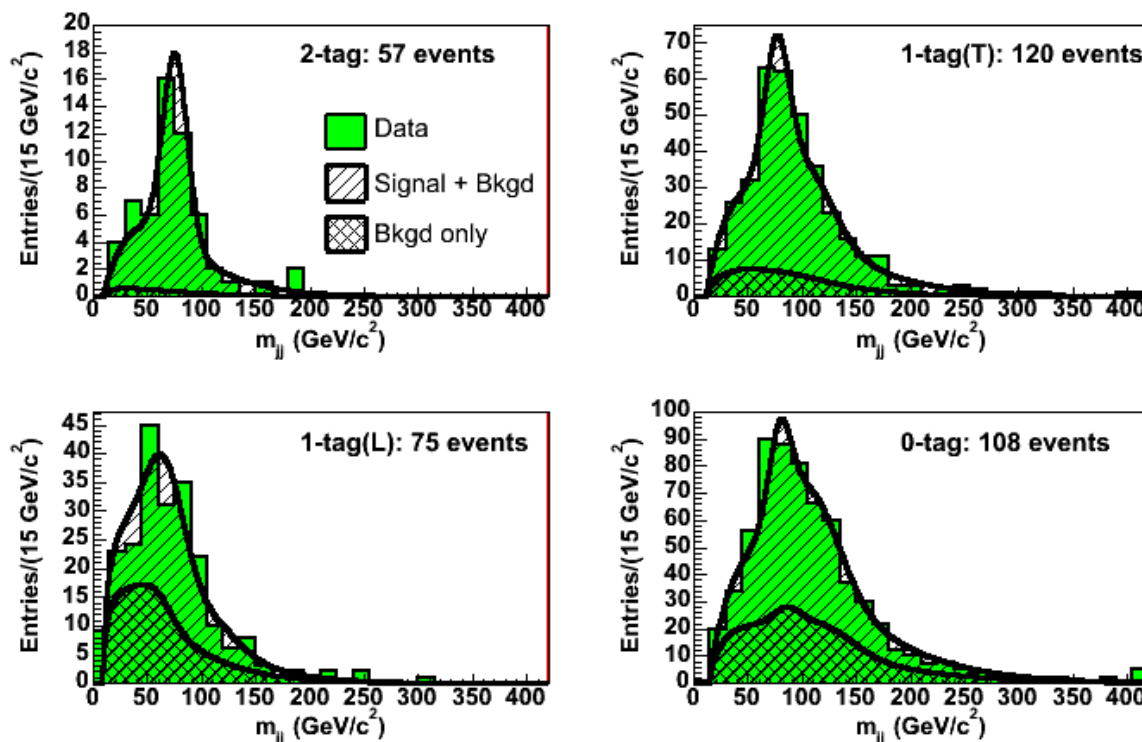 2-tag: 57 events
Data
Signal + Bkgd
Bkgd only
Entries/(15 GeV/c²)
20
18
16
14
12
10
8
6
4
2
0
0 50 100 150 200 250 300 350 400
m_jj (GeV/c²)
1-tag(T): 120 events
Entries/(15 GeV/c²)
70
60
50
40
30
20
10
0
0 50 100 150 200 250 300 350 400
m_jj (GeV/c²)
1-tag(L): 75 events
Entries/(15 GeV/c²)
45
40
35
30
25
20
15
10
5
0
0 50 100 150 200 250 300 350 400
m_jj (GeV/c²)
0-tag: 108 events
Entries/(15 GeV/c²)
100
90
80
70
60
50
40
30
20
10
0
0 50 100 150 200 250 300 350 400
m_jj (GeV/c²)